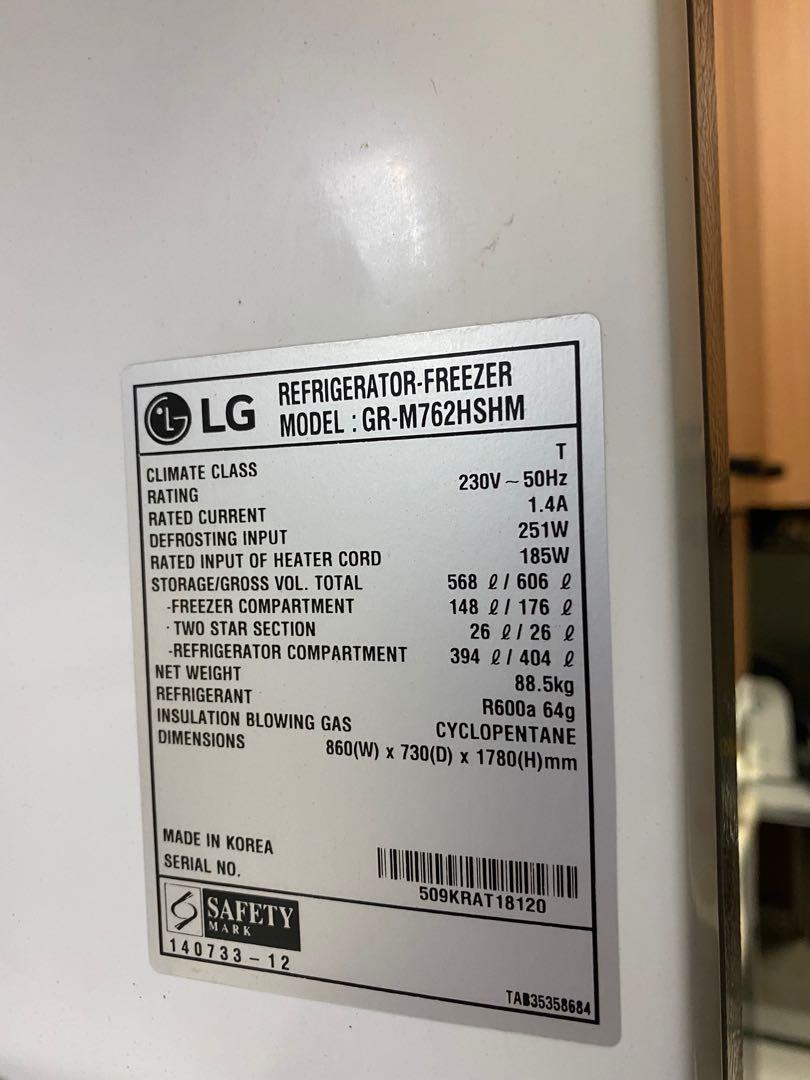 LG REFRIGERATOR-FREEZER
MODEL : GR-M762HSHM
CLIMATE CLASS T
RATING 230V ~ 50Hz
RATED CURRENT 1.4A
DEFROSTING INPUT 251W
RATED INPUT OF HEATER CORD 185W
STORAGE/GROSS VOL. TOTAL 568 ℓ / 606 ℓ
-FREEZER COMPARTMENT 148 ℓ / 176 ℓ
· TWO STAR SECTION 26 ℓ / 26 ℓ
-REFRIGERATOR COMPARTMENT 394 ℓ / 404 ℓ
NET WEIGHT 88.5kg
REFRIGERANT R600a 64g
INSULATION BLOWING GAS CYCLOPENTANE
DIMENSIONS 860(W) x 730(D) x 1780(H)mm
MADE IN KOREA
SERIAL NO.
509KRAT18120
SAFETY
MARK
140733-12
TAB35358684